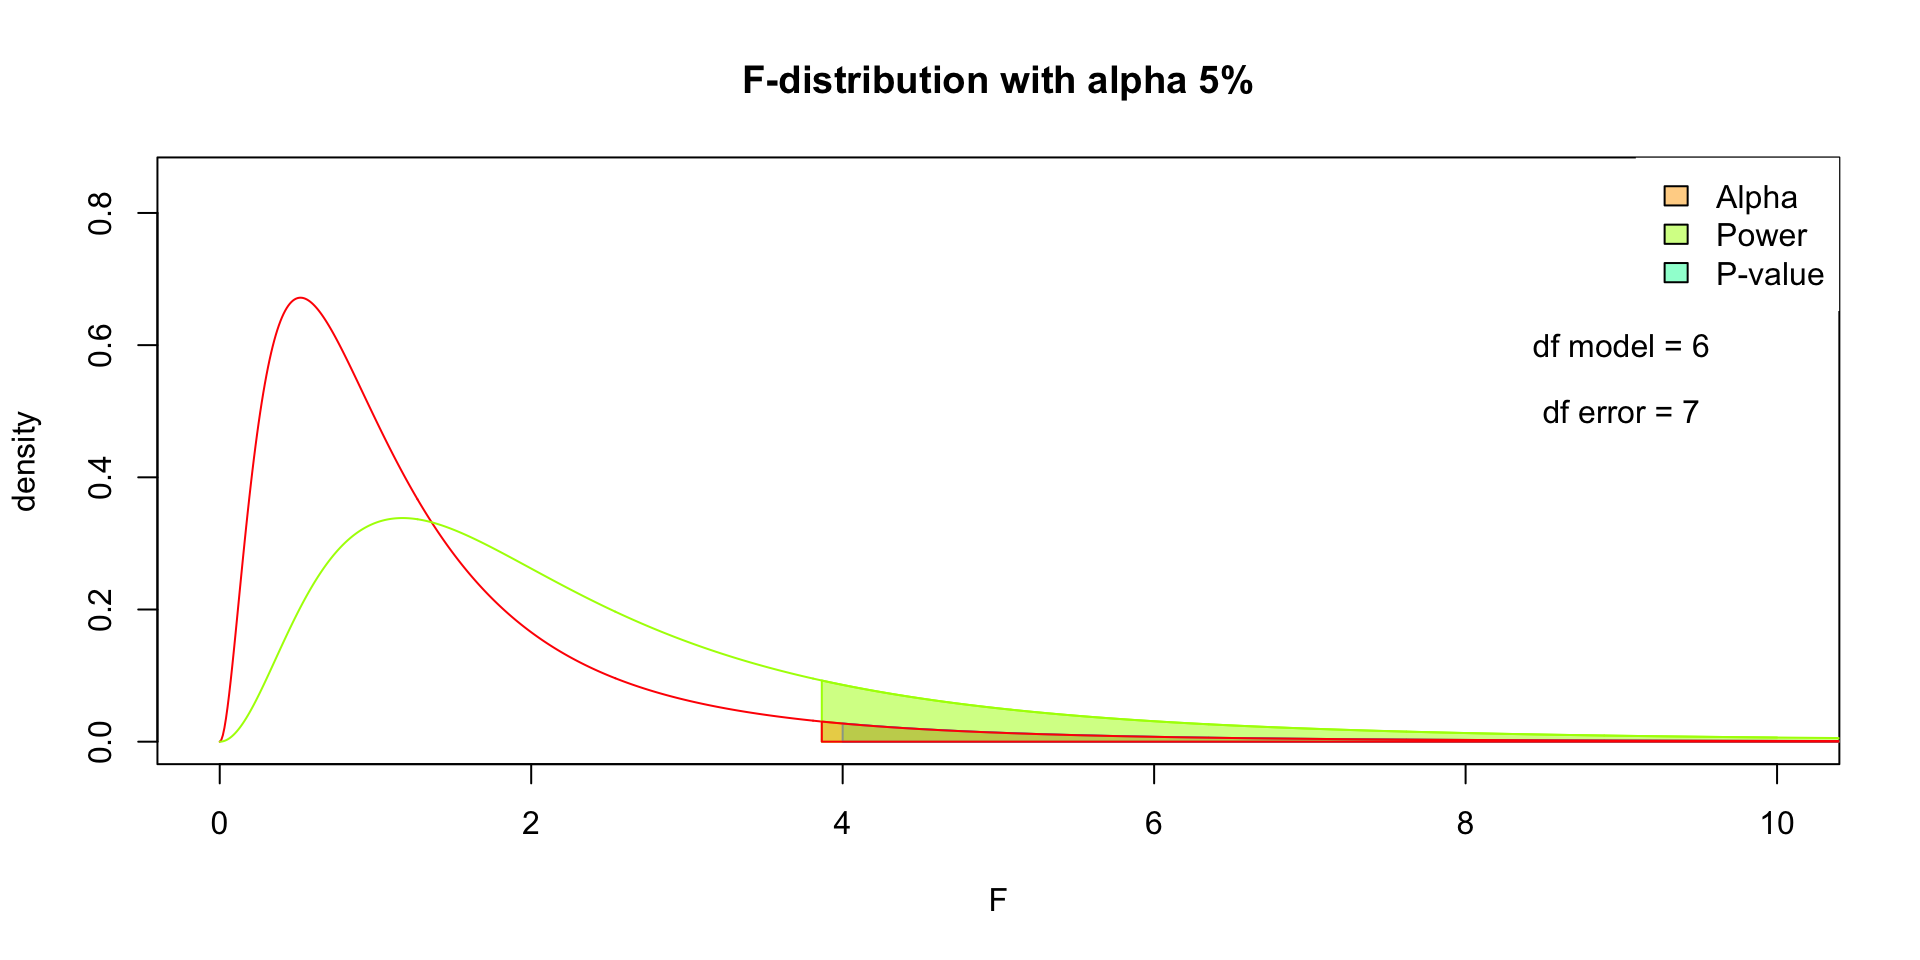 F-distribution with alpha 5%
Alpha
Power
P-value
df model = 6
df error = 7
density
0.8
0.6
0.4
0.2
0.0
0 2 4 6 8 10
F